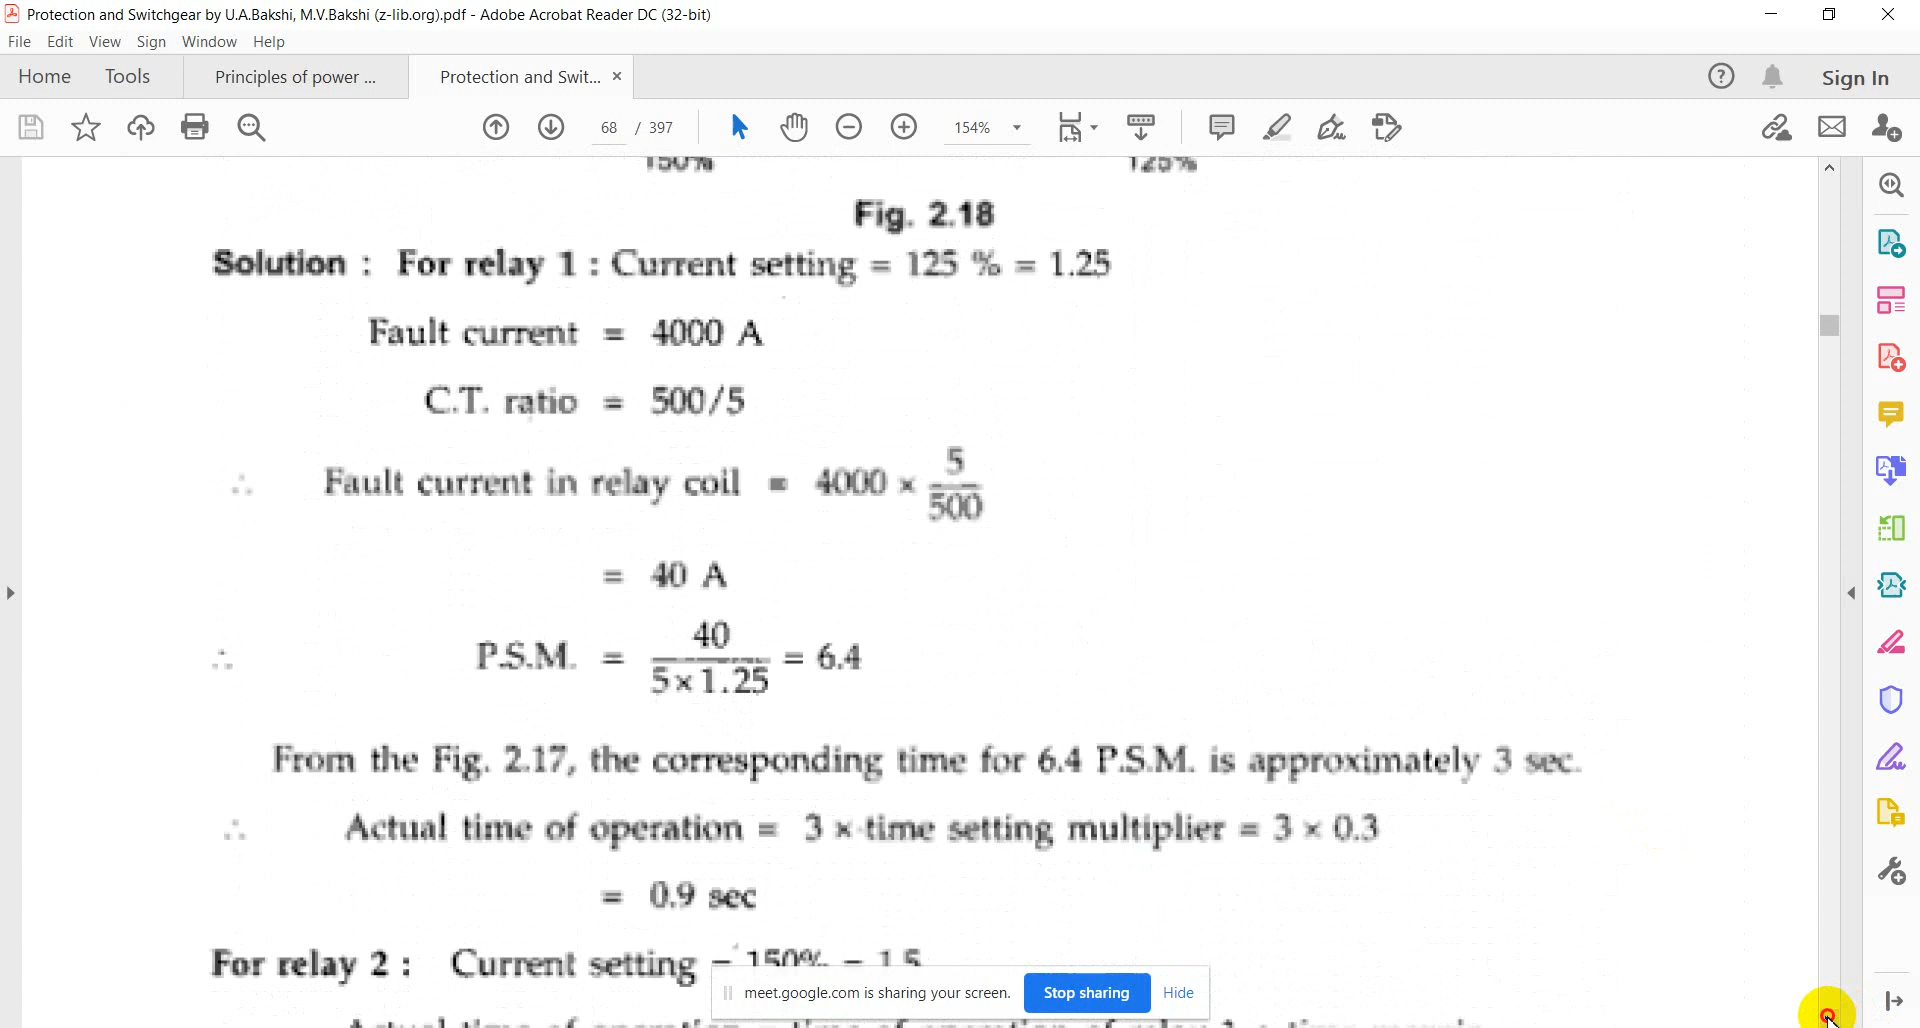 Protection and Switchgear by U.A.Bakshi, M.V.Bakshi (z-lib.org).pdf - Adobe Acrobat Reader DC (32-bit)
File Edit View Sign Window Help
Home Tools Principles of power ... Protection and Swit... × Sign In
68 / 397 154%
150% 125%
Fig. 2.18
Solution : For relay 1 : Current setting = 125 % = 1.25
Fault current = 4000 A
C.T. ratio = 500/5
∴ Fault current in relay coil = 4000 × 5/500
= 40 A
∴ P.S.M. = 40/5×1.25 = 6.4
From the Fig. 2.17, the corresponding time for 6.4 P.S.M. is approximately 3 sec.
∴ Actual time of operation = 3 × time setting multiplier = 3 × 0.3
= 0.9 sec
For relay 2 : Current setting = 150% = 1.5
meet.google.com is sharing your screen. Stop sharing Hide